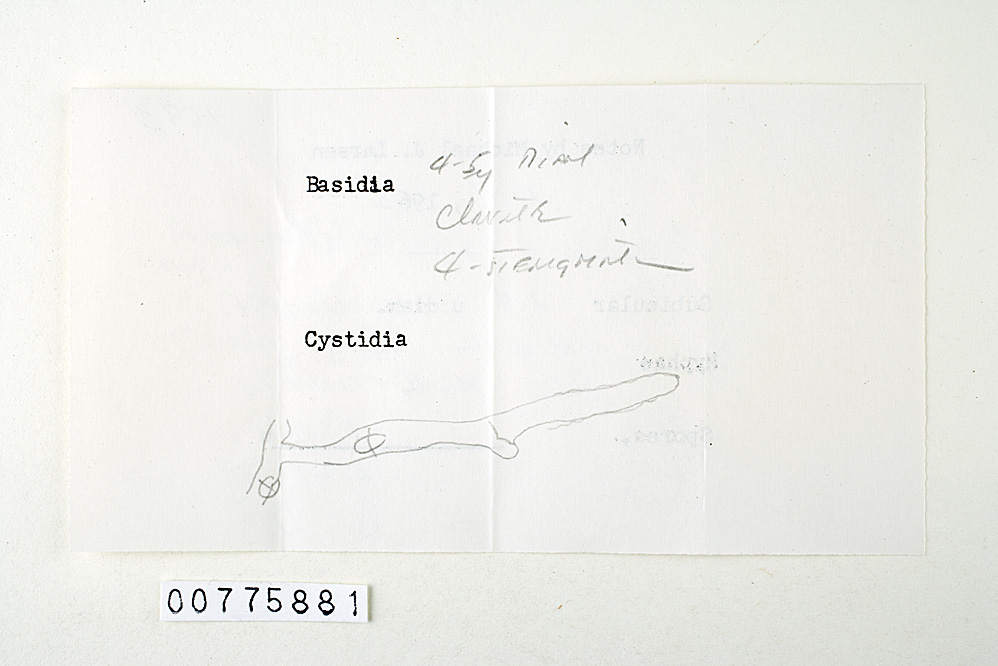 Basidia
4-5μ diam
clavate
4-sterigmate
Cystidia
00775881